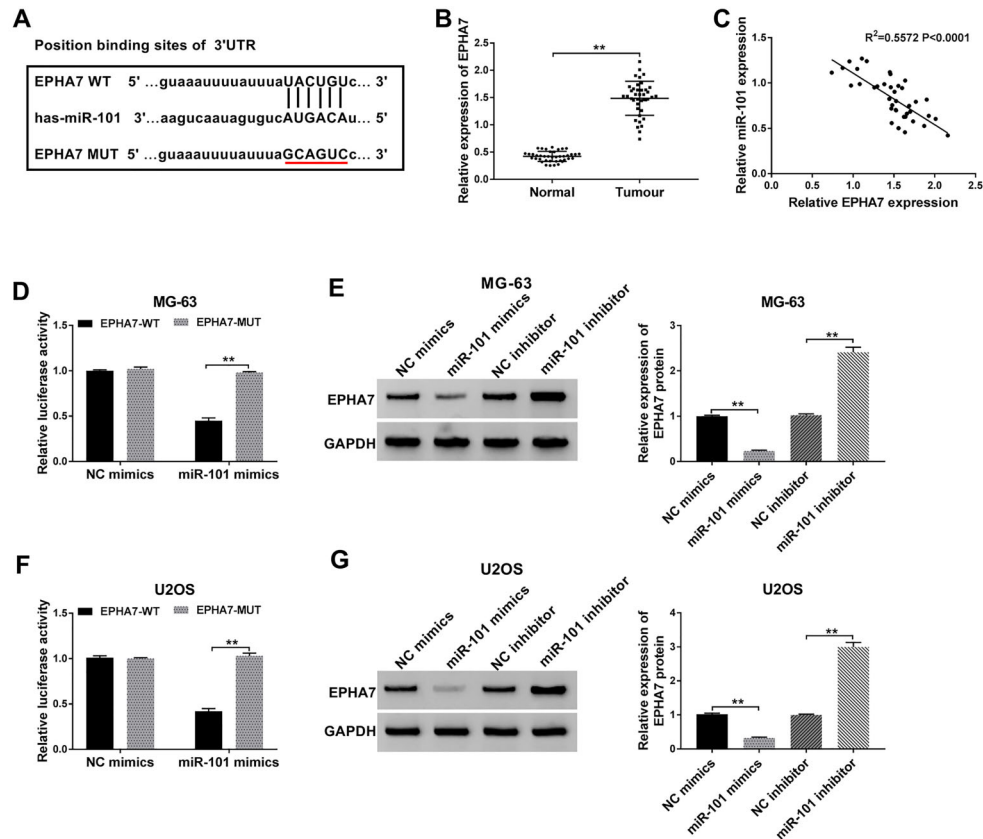 A
Position binding sites of 3'UTR
EPHA7 WT 5' ...guaaauuuuauuuaUACUGUc... 3'
has-miR-101 3'...aagucaauagugucAUGACAu... 5'
EPHA7 MUT 5' ...guaaauuuuauuuaGCAGUCc... 3'
B
Relative expression of EPHA7
2.5
2.0
1.5
1.0
0.5
0.0
**
Normal
Tumour
C
R2=0.5572 P<0.0001
Relative miR-101 expression
1.5
1.0
0.5
0.0
0.0 0.5 1.0 1.5 2.0 2.5
Relative EPHA7 expression
D
MG-63
EPHA7-WT EPHA7-MUT
Relative luciferase activity
1.5
1.0
0.5
0.0
**
NC mimics miR-101 mimics
E
MG-63
NC mimics
miR-101 mimics
NC inhibitor
miR-101 inhibitor
EPHA7
GAPDH
MG-63
Relative expression of
EPHA7 protein
3
2
1
0
**
**
NC mimics
miR-101 mimics
NC inhibitor
miR-101 inhibitor
F
U2OS
EPHA7-WT EPHA7-MUT
Relative luciferase activity
1.5
1.0
0.5
0.0
**
NC mimics miR-101 mimics
G
U2OS
NC mimics
miR-101 mimics
NC inhibitor
miR-101 inhibitor
EPHA7
GAPDH
U2OS
Relative expression of
EPHA7 protein
4
3
2
1
0
**
**
NC mimics
miR-101 mimics
NC inhibitor
miR-101 inhibitor